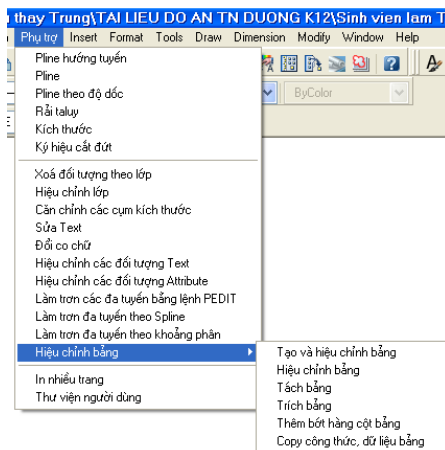 thay Trung\TAI LIEU DO AN TN DUONG K12\Sinh vien lam T
Phụ trợ Insert Format Tools Draw Dimension Modify Window Help
Pline hướng tuyến
Pline
Pline theo độ dốc
Rải taluy
Kích thước
Ký hiệu cắt đứt
ByColor
Xoá đối tượng theo lớp
Hiệu chỉnh lớp
Căn chỉnh các cụm kích thước
Sửa Text
Đổi co chữ
Hiệu chỉnh các đối tượng Text
Hiệu chỉnh các đối tượng Attribute
Làm trơn các đa tuyến bằng lệnh PEDIT
Làm trơn đa tuyến theo Spline
Làm trơn đa tuyến theo khoảng phân
Hiệu chỉnh bảng
In nhiều trang
Thư viện người dùng
Tạo và hiệu chỉnh bảng
Hiệu chỉnh bảng
Tách bảng
Trích bảng
Thêm bớt hàng cột bảng
Copy công thức, dữ liệu bảng